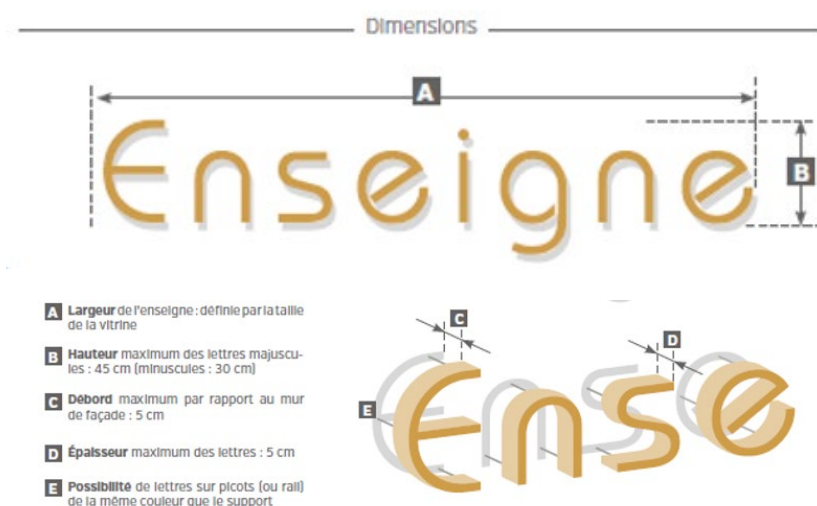 Dimensions
A
Enseigne
B
A Largeur de l'enseigne : définie par la taille
de la vitrine
B Hauteur maximum des lettres majuscu-
les : 45 cm (minuscules : 30 cm)
C Débord maximum par rapport au mur
de façade : 5 cm
D Épaisseur maximum des lettres : 5 cm
E Possibilité de lettres sur picots (ou rail)
de la même couleur que le support
C
D
E
Ense